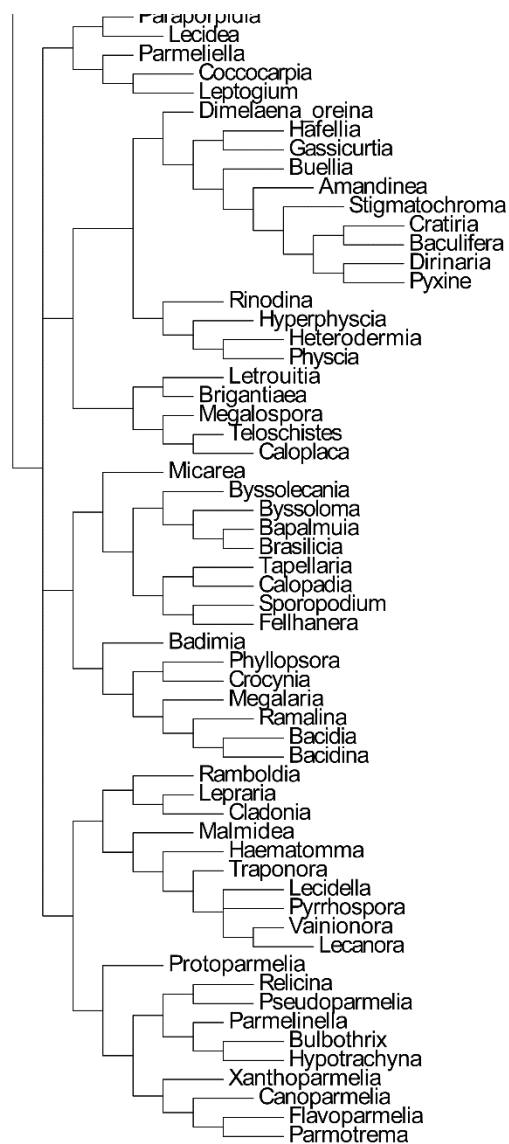 Paraporpidia
Lecidea
Parmeliella
Coccocarpia
Leptogium
Dimelaena_oreina
Hafellia
Gassicurtia
Buellia
Amandinea
Stigmatochroma
Cratiria
Baculifera
Dirinaria
Pyxine
Rinodina
Hyperphyscia
Heterodermia
Physcia
Letrouitia
Brigantiaea
Megalospora
Teloschistes
Caloplaca
Micarea
Byssolecania
Byssoloma
Bapalmuia
Brasilicia
Tapellaria
Calopadia
Sporopodium
Fellhanera
Badimia
Phyllopsora
Crocynia
Megalaria
Ramalina
Bacidia
Bacidina
Ramboldia
Lepraria
Cladonia
Malmidea
Haematomma
Traponora
Lecidella
Pyrrhospora
Vainionora
Lecanora
Protoparmelia
Relicina
Pseudoparmelia
Parmelinella
Bulbothrix
Hypotrachyna
Xanthoparmelia
Canoparmelia
Flavoparmelia
Parmotrema